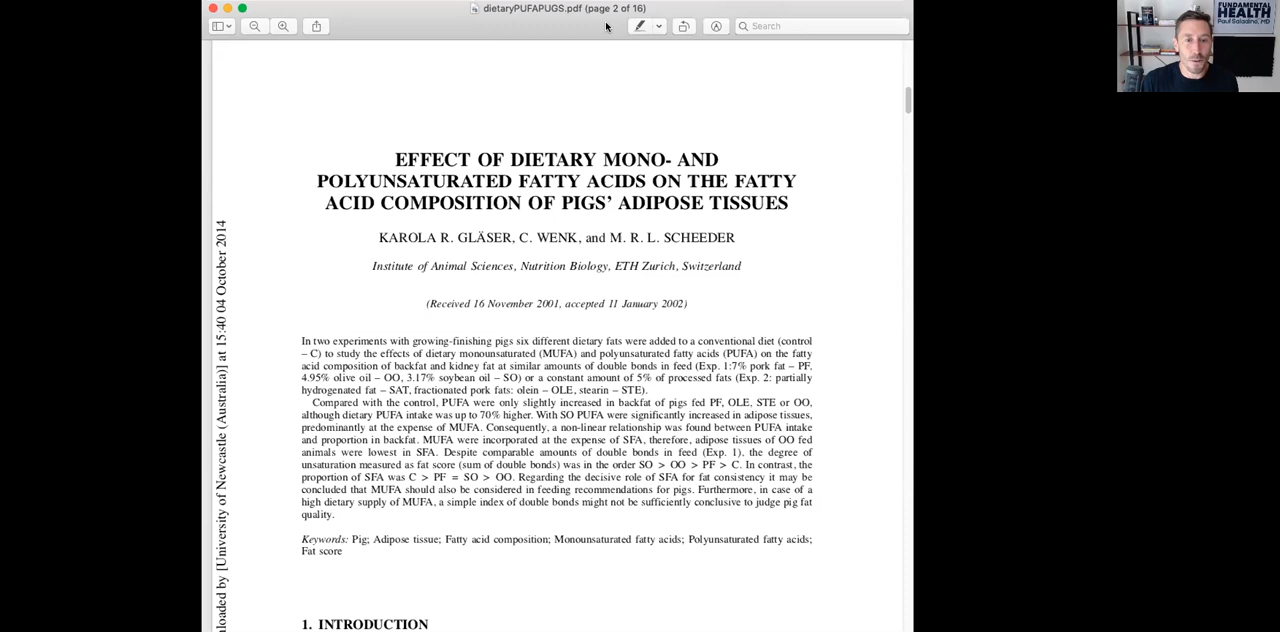 dietaryPUFAPUGS.pdf (page 2 of 16)
Search
FUNDAMENTAL
HEALTH
Paul Saladino, MD
EFFECT OF DIETARY MONO- AND
POLYUNSATURATED FATTY ACIDS ON THE FATTY
ACID COMPOSITION OF PIGS' ADIPOSE TISSUES
KAROLA R. GLÄSER, C. WENK, and M. R. L. SCHEEDER
Institute of Animal Sciences, Nutrition Biology, ETH Zurich, Switzerland
(Received 16 November 2001, accepted 11 January 2002)
In two experiments with growing-finishing pigs six different dietary fats were added to a conventional diet (control
– C) to study the effects of dietary monounsaturated (MUFA) and polyunsaturated fatty acids (PUFA) on the fatty
acid composition of backfat and kidney fat at similar amounts of double bonds in feed (Exp. 1:7% pork fat – PF,
4.95% olive oil – OO, 3.17% soybean oil – SO) or a constant amount of 5% of processed fats (Exp. 2: partially
hydrogenated fat – SAT, fractionated pork fats: olein – OLE, stearin – STE).
Compared with the control, PUFA were only slightly increased in backfat of pigs fed PF, OLE, STE or OO,
although dietary PUFA intake was up to 70% higher. With SO PUFA were significantly increased in adipose tissues,
predominantly at the expense of MUFA. Consequently, a non-linear relationship was found between PUFA intake
and proportion in backfat. MUFA were incorporated at the expense of SFA, therefore, adipose tissues of OO fed
animals were lowest in SFA. Despite comparable amounts of double bonds in feed (Exp. 1), the degree of
unsaturation measured as fat score (sum of double bonds) was in the order SO > OO > PF > C. In contrast, the
proportion of SFA was C > PF = SO > OO. Regarding the decisive role of SFA for fat consistency it may be
concluded that MUFA should also be considered in feeding recommendations for pigs. Furthermore, in case of a
high dietary supply of MUFA, a simple index of double bonds might not be sufficiently conclusive to judge pig fat
quality.
Keywords: Pig; Adipose tissue; Fatty acid composition; Monounsaturated fatty acids; Polyunsaturated fatty acids;
Fat score
1. INTRODUCTION
nloaded by [University of Newcastle (Australia)] at 15:40 04 October 2014